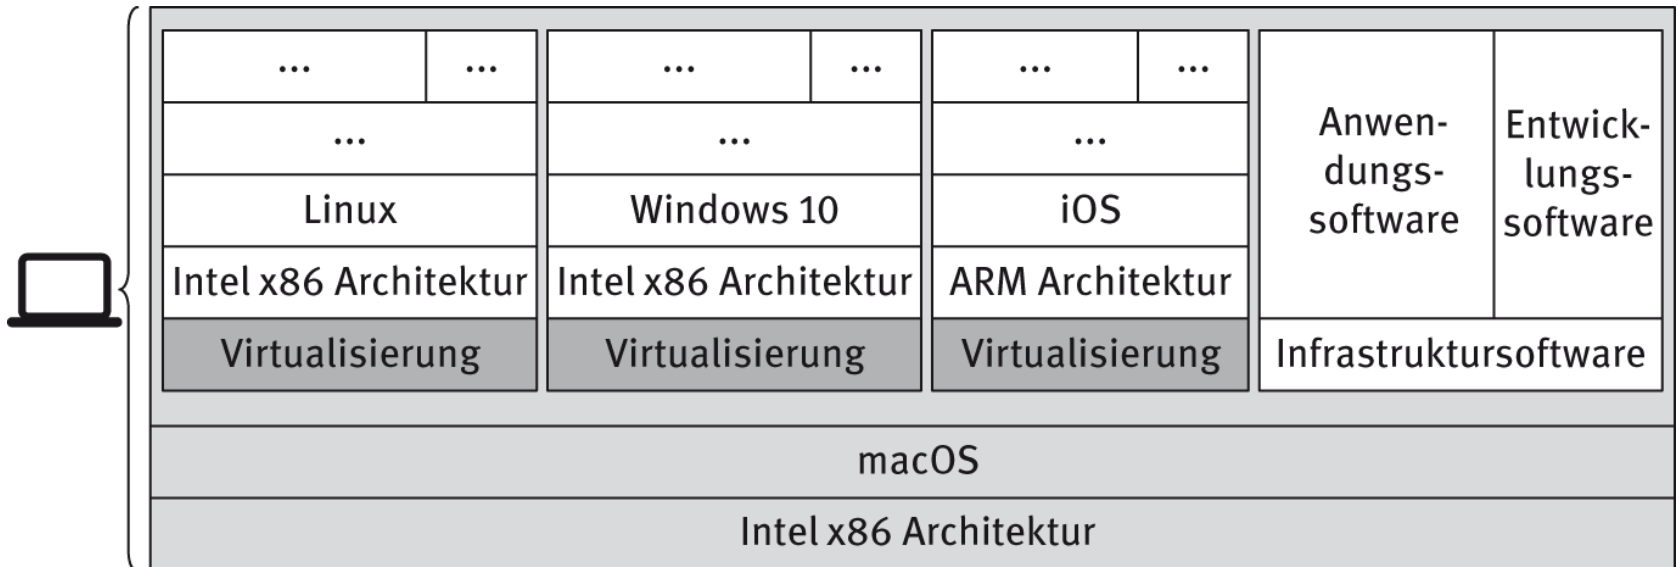 ... ... ... ... ... ...
... ... ...
Anwen-
dungs-
software
Entwick-
lungs-
software
Linux Windows 10 iOS
Intel x86 Architektur Intel x86 Architektur ARM Architektur
Virtualisierung Virtualisierung Virtualisierung Infrastruktursoftware
macOS
Intel x86 Architektur